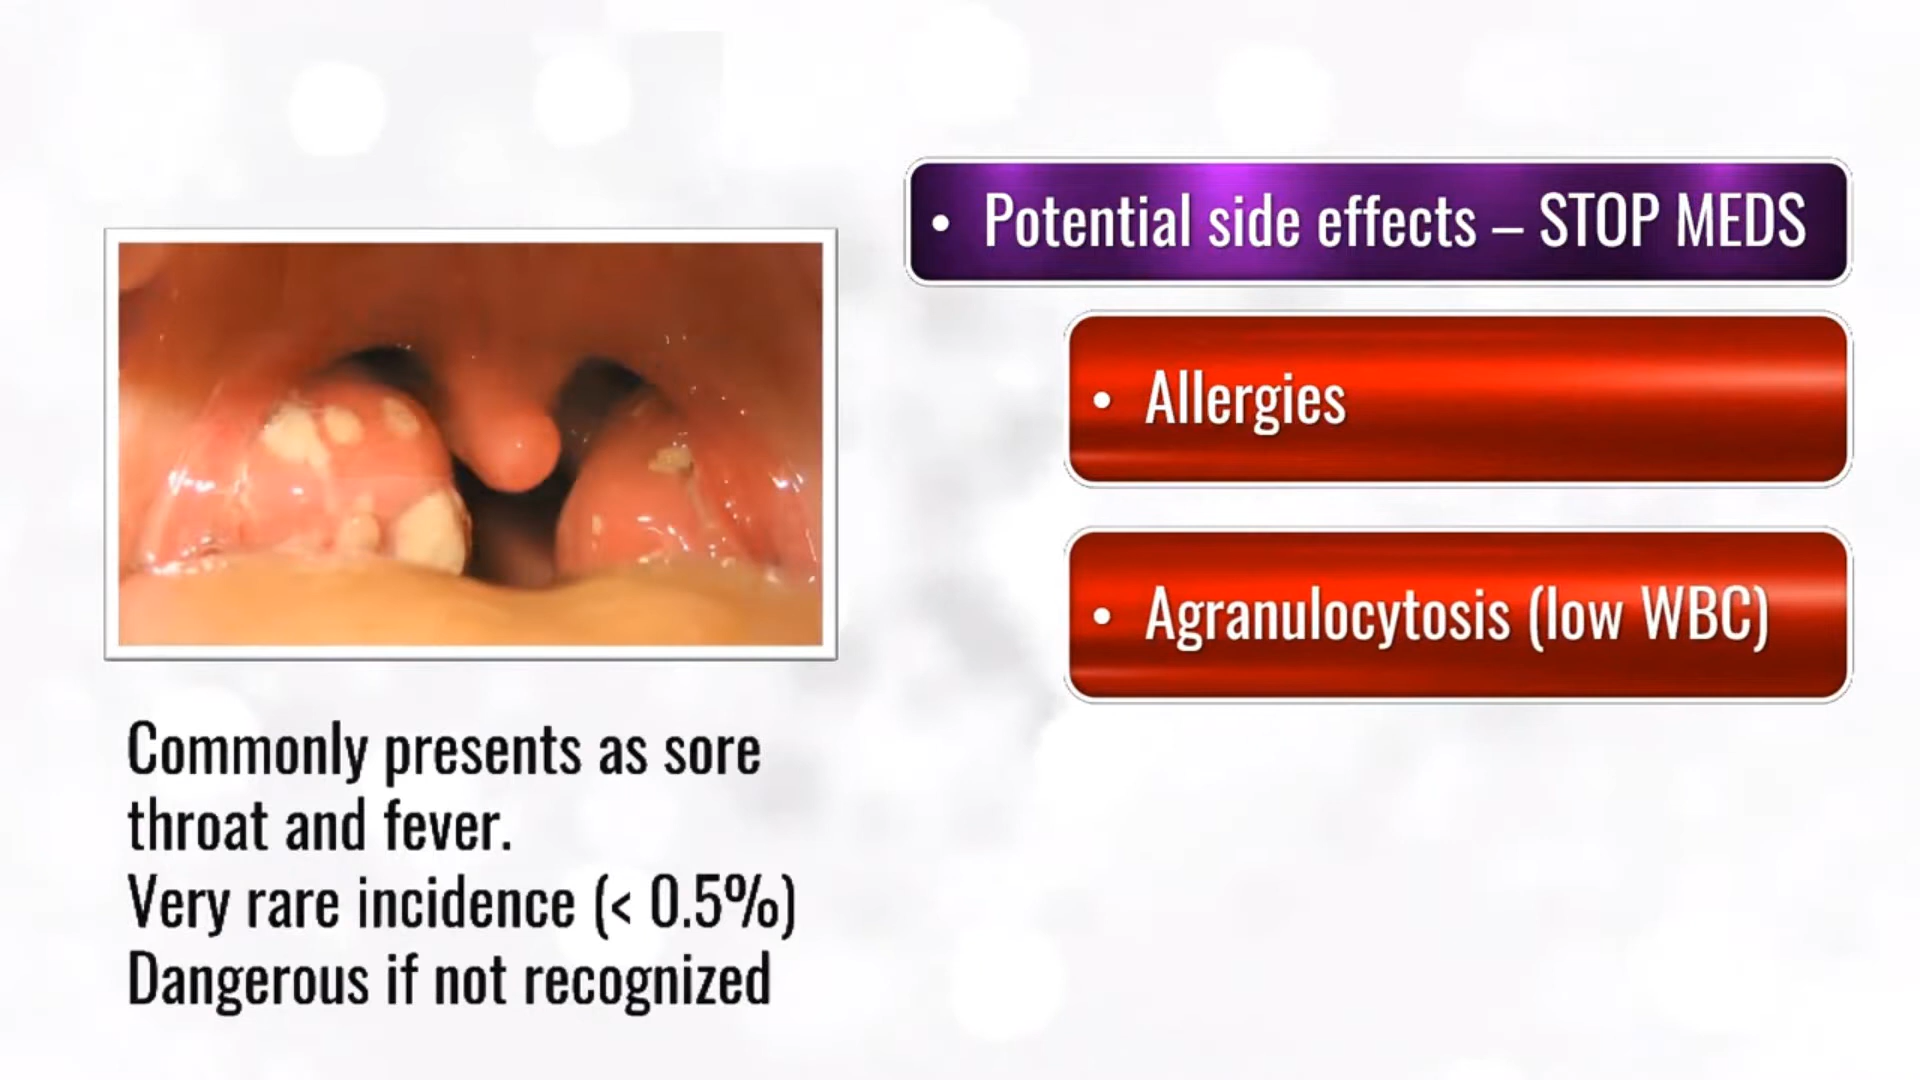 • Potential side effects – STOP MEDS
• Allergies
• Agranulocytosis (low WBC)
Commonly presents as sore
throat and fever.
Very rare incidence (< 0.5%)
Dangerous if not recognized